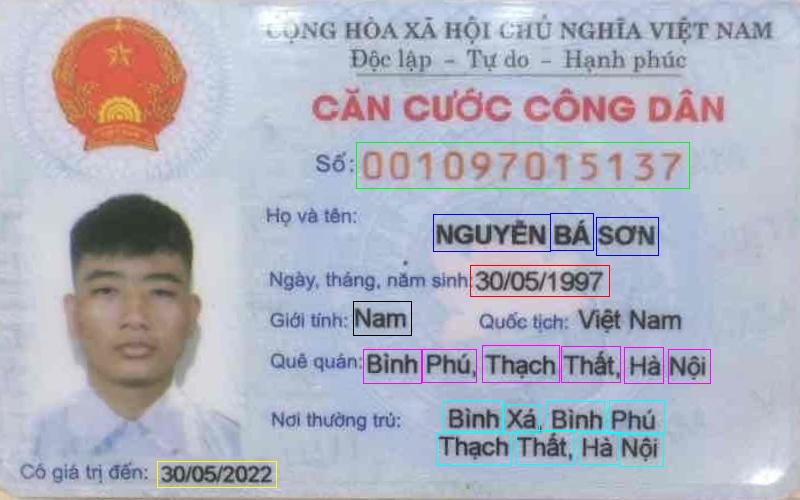 CỘNG HÒA XÃ HỘI CHỦ NGHĨA VIỆT NAM
Độc lập - Tự do - Hạnh phúc
CĂN CƯỚC CÔNG DÂN
Số: 001097015137
Họ và tên: NGUYỄN BÁ SƠN
Ngày, tháng, năm sinh: 30/05/1997
Giới tính: Nam Quốc tịch: Việt Nam
Quê quán: Bình Phú, Thạch Thất, Hà Nội
Nơi thường trú: Bình Xá, Bình Phú
Thạch Thất, Hà Nội
Có giá trị đến: 30/05/2022